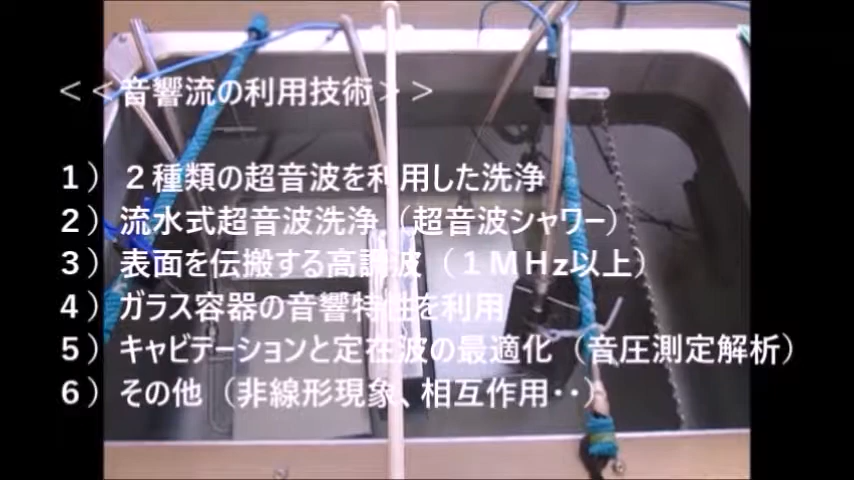 ＜＜音響流の利用技術＞＞
１）２種類の超音波を利用した洗浄
２）流水式超音波洗浄（超音波シャワー）
３）表面を伝搬する高調波（１ＭＨz以上）
４）ガラス容器の音響特性を利用
５）キャビテーションと定在波の最適化（音圧測定解析）
６）その他（非線形現象、相互作用・・）